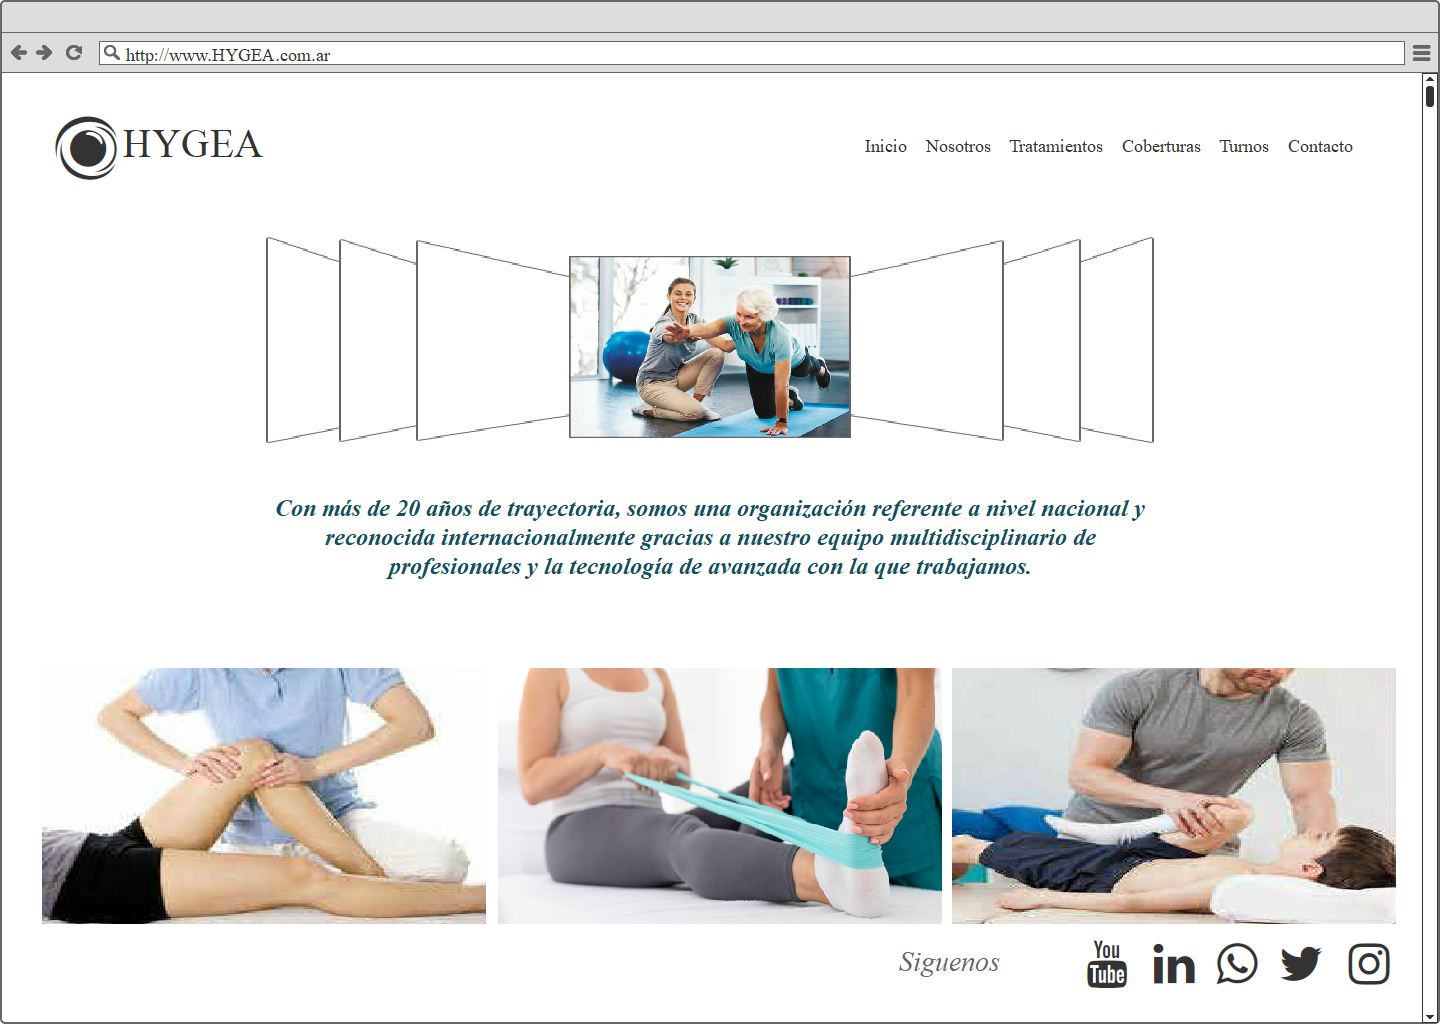 http://www.HYGEA.com.ar
HYGEA
Inicio Nosotros Tratamientos Coberturas Turnos Contacto
Con más de 20 años de trayectoria, somos una organización referente a nivel nacional y
reconocida internacionalmente gracias a nuestro equipo multidisciplinario de
profesionales y la tecnología de avanzada con la que trabajamos.
Siguenos
You
Tube
in